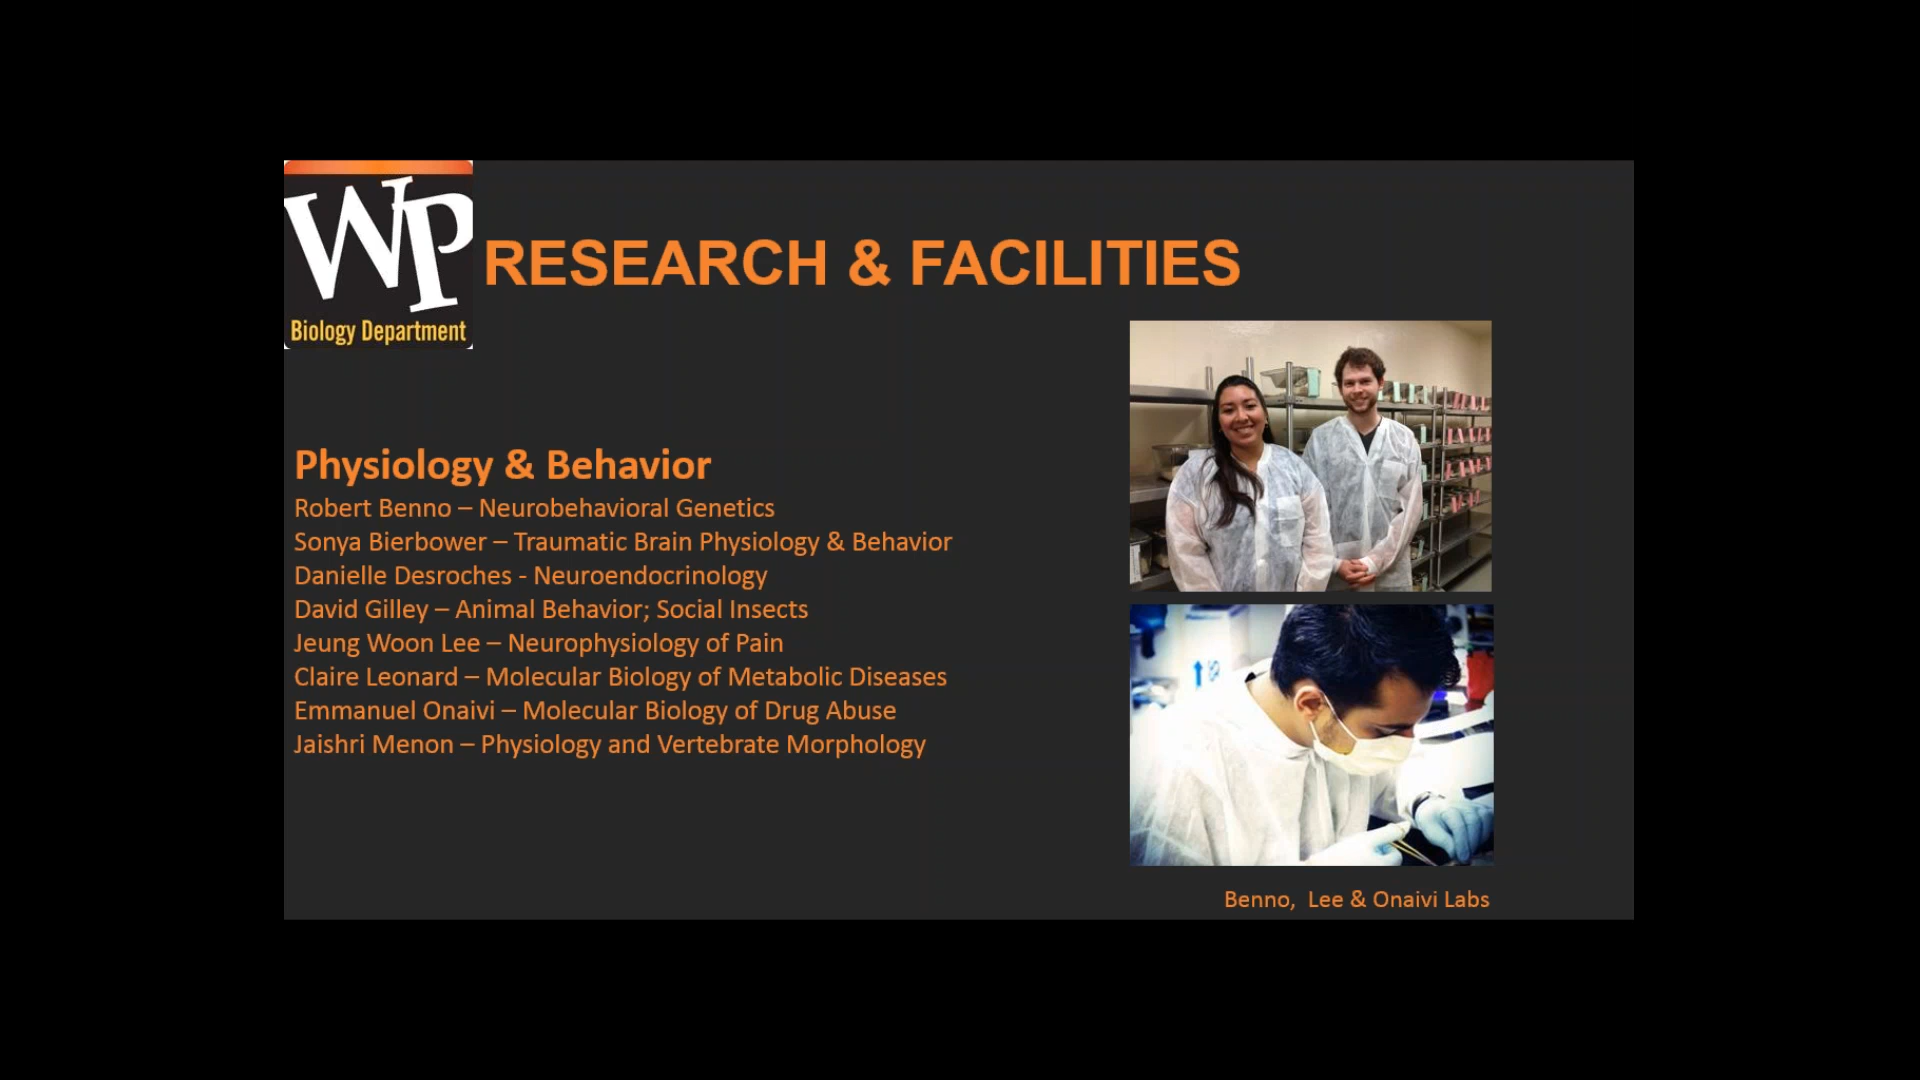 WP
Biology Department
RESEARCH & FACILITIES
Physiology & Behavior
Robert Benno – Neurobehavioral Genetics
Sonya Bierbower – Traumatic Brain Physiology & Behavior
Danielle Desroches - Neuroendocrinology
David Gilley – Animal Behavior; Social Insects
Jeung Woon Lee – Neurophysiology of Pain
Claire Leonard – Molecular Biology of Metabolic Diseases
Emmanuel Onaivi – Molecular Biology of Drug Abuse
Jaishri Menon – Physiology and Vertebrate Morphology
Benno, Lee & Onaivi Labs